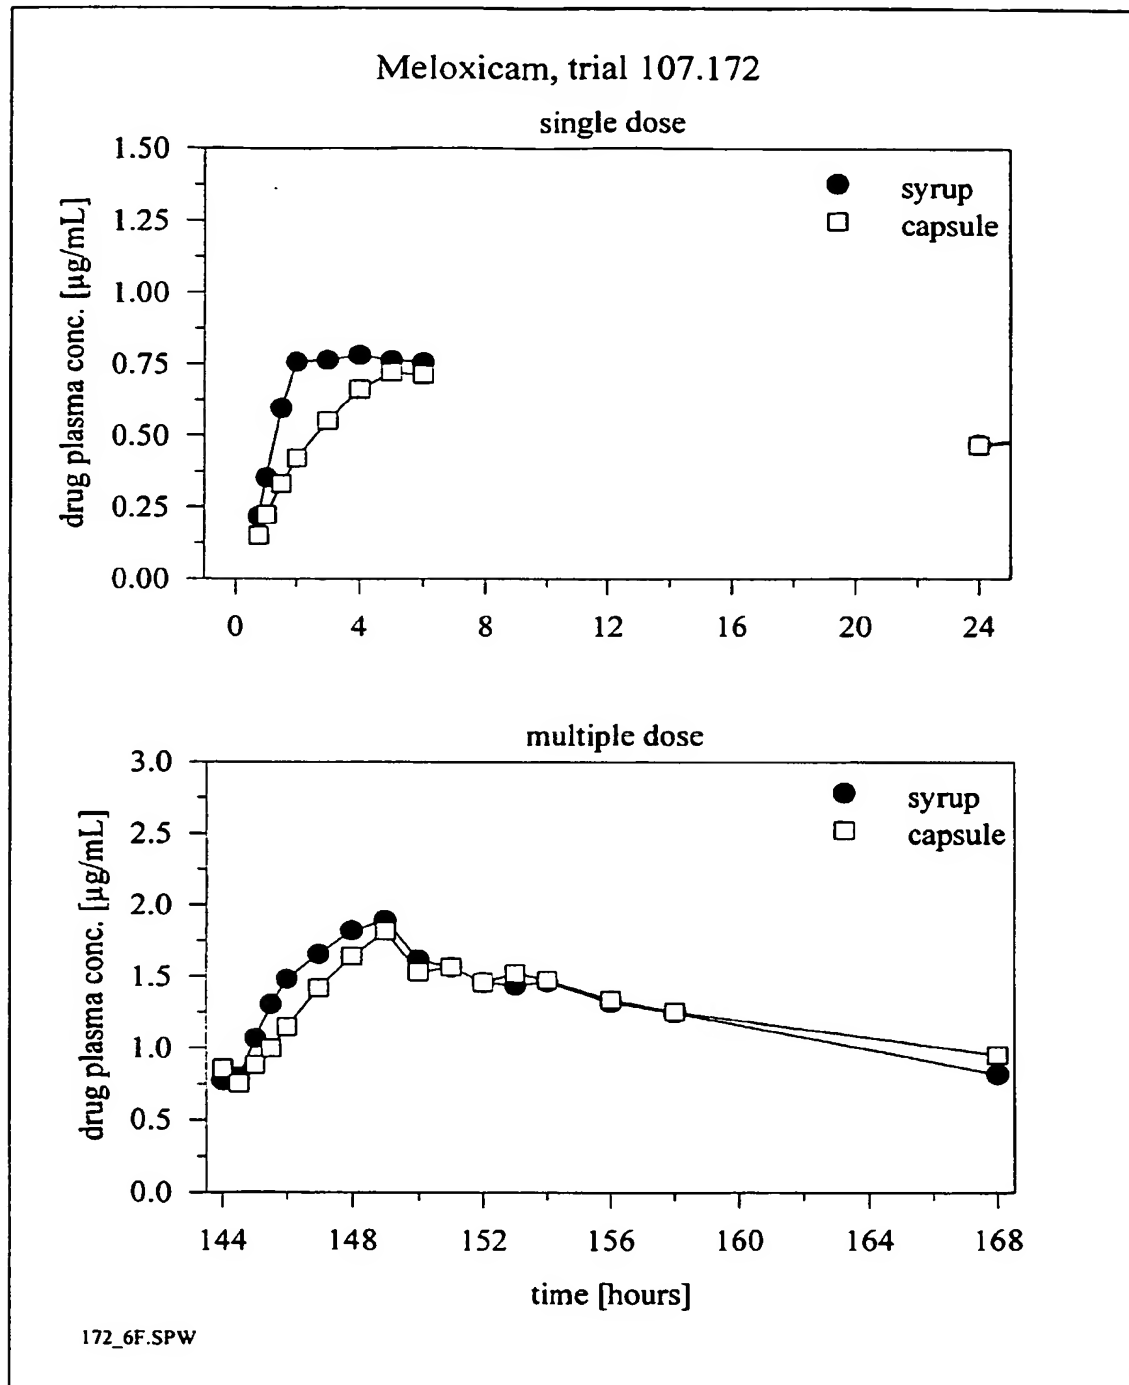 Meloxicam, trial 107.172
single dose
drug plasma conc. [µg/mL]
1.50
1.25
1.00
0.75
0.50
0.25
0.00
syrup
capsule
0 4 8 12 16 20 24
multiple dose
drug plasma conc. [µg/mL]
3.0
2.5
2.0
1.5
1.0
0.5
0.0
syrup
capsule
144 148 152 156 160 164 168
time [hours]
172_6F.SPW